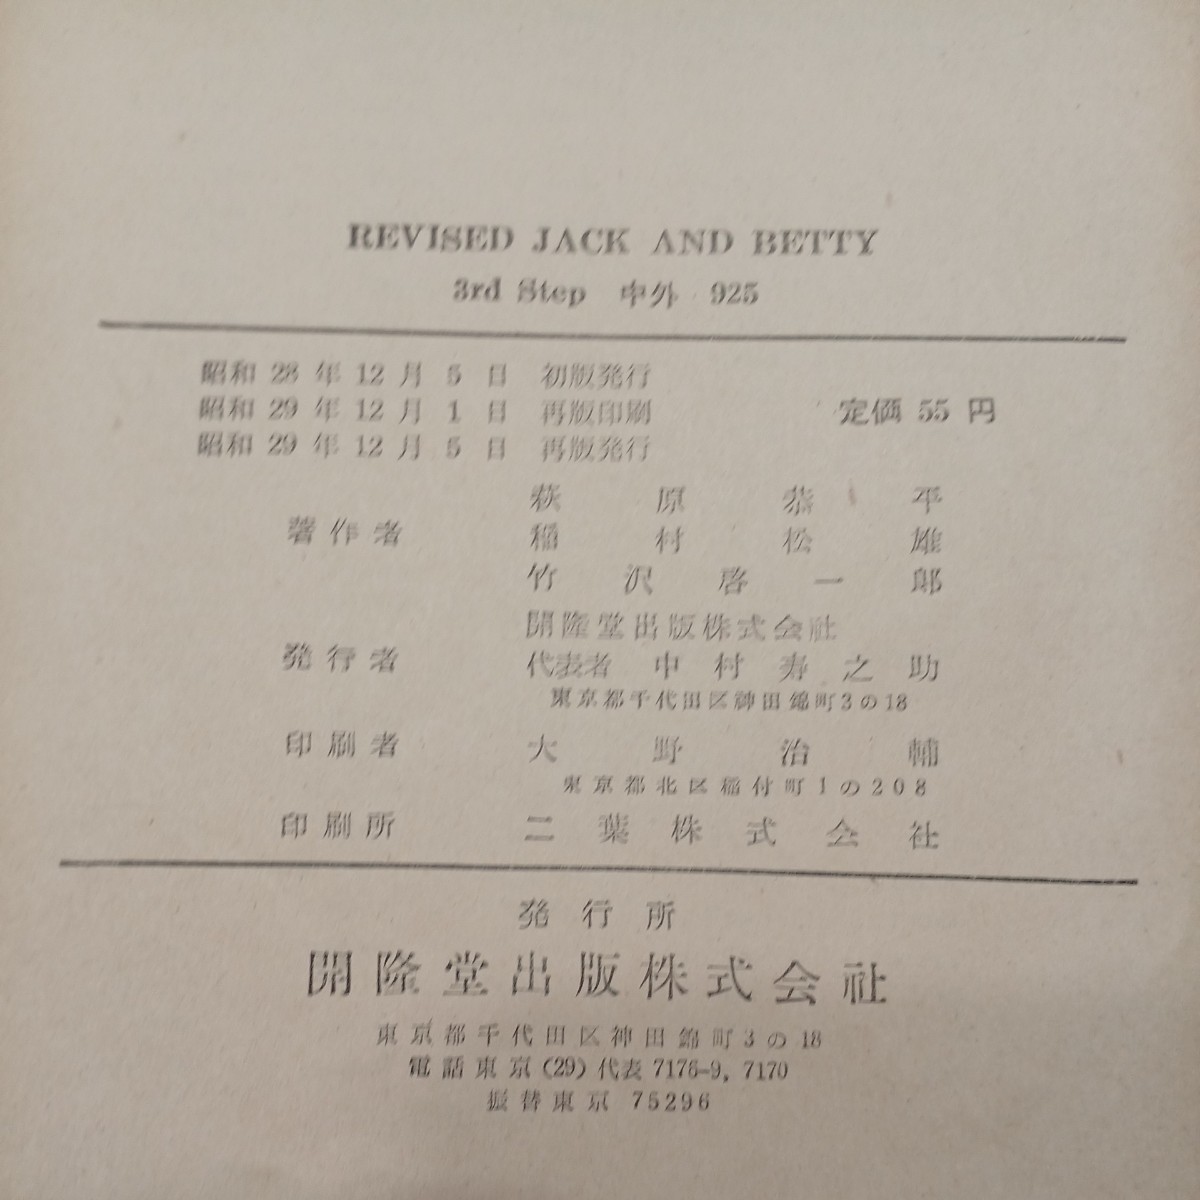 REVISED JACK AND BETTY
3rd Step 中外 925
昭和 28 年 12 月 5 日 初版発行
昭和 29 年 12 月 1 日 再版印刷 定価 55 円
昭和 29 年 12 月 5 日 再版発行
萩原恭平
著作者 稲村松雄
竹沢啓一郎
開隆堂出版株式会社
発行者 代表者 中村寿之助
東京都千代田区神田錦町3の18
印刷者 大野治輔
東京都北区稲付町1の208
印刷所 二葉株式会社
発行所
開隆堂出版株式会社
東京都千代田区神田錦町3の18
電話東京(29)代表7176-9, 7170
振替東京 75296